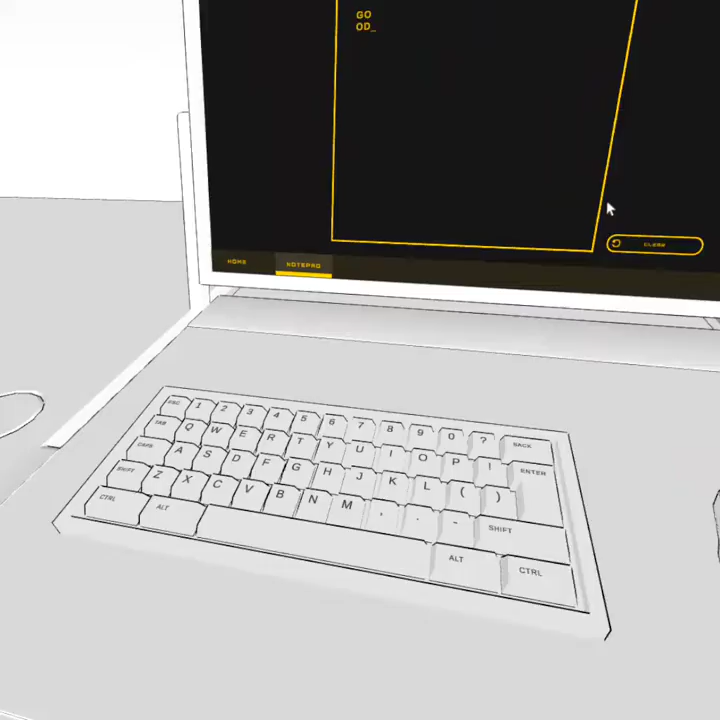 GO
OD_
CLEAR
HOME
NOTEPAD
ESC 1 2 3 4 5 6 7 8 9 0 ? BACK
TAB Q W E R T Y U I O P ! ENTER
CAPS A S D F G H J K L ( )
SHIFT Z X C V B N M , . - SHIFT
CTRL ALT ALT CTRL